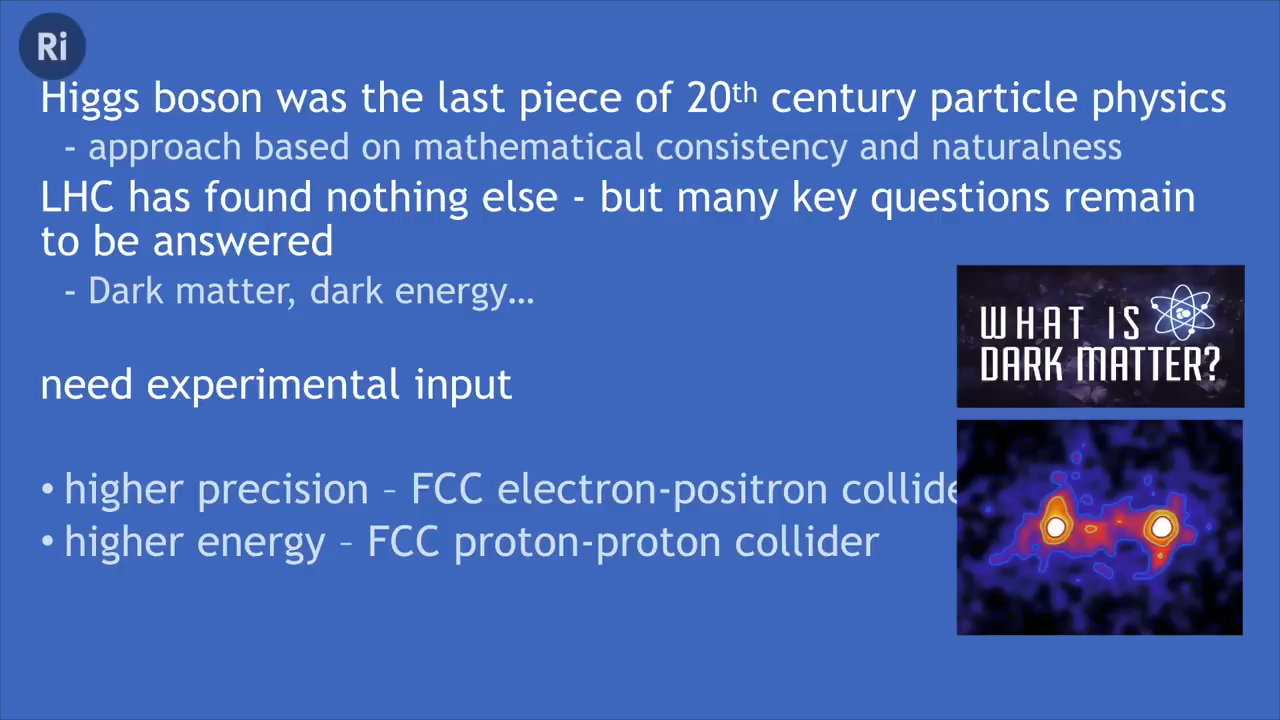 Ri
Higgs boson was the last piece of 20th century particle physics
- approach based on mathematical consistency and naturalness
LHC has found nothing else - but many key questions remain
to be answered
- Dark matter, dark energy…
WHAT IS
DARK MATTER?
need experimental input
• higher precision – FCC electron-positron collide
• higher energy – FCC proton-proton collider